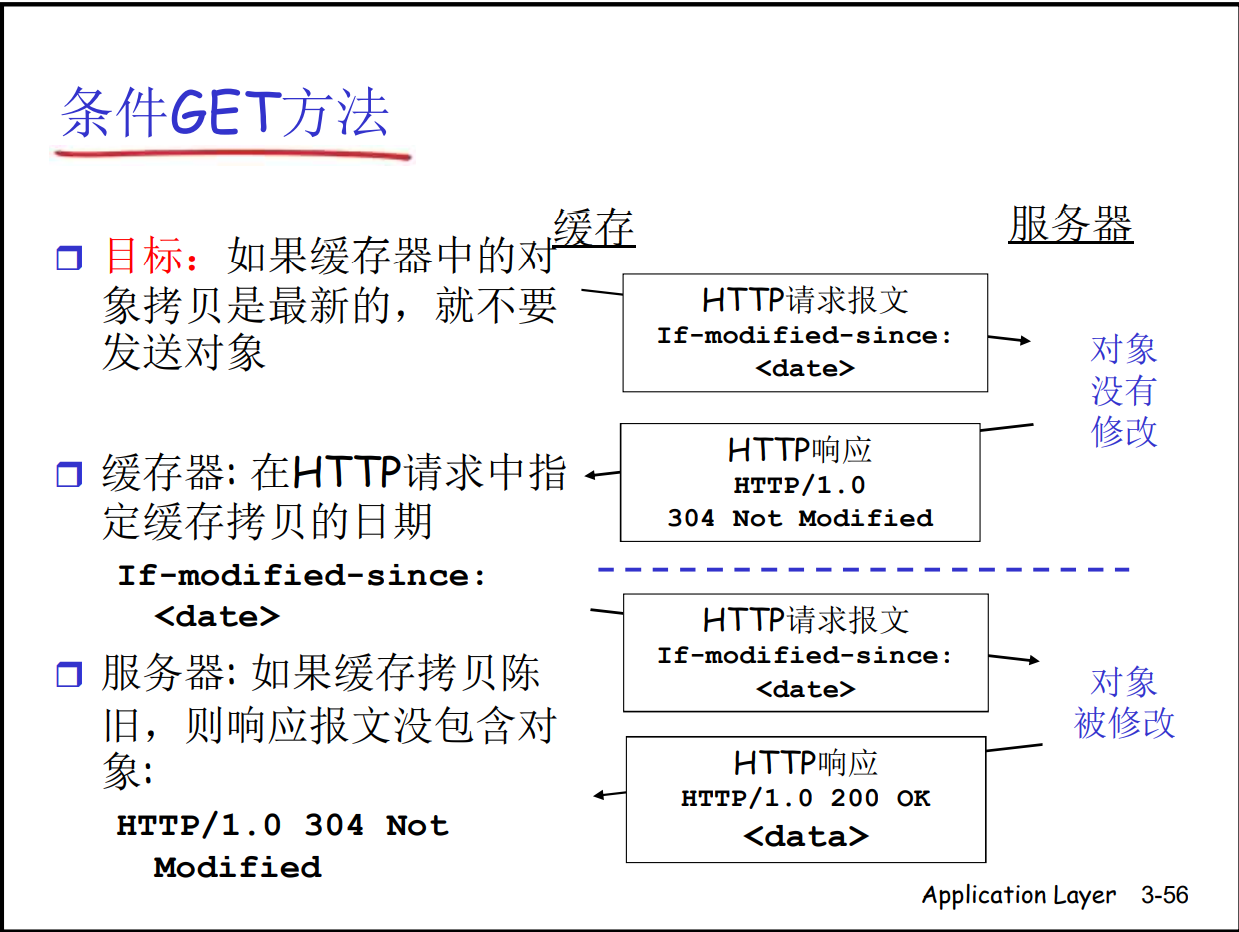 条件GET方法
目标：如果缓存器中的对
象拷贝是最新的，就不要
发送对象
缓存器: 在HTTP请求中指
定缓存拷贝的日期
If-modified-since:
<date>
服务器: 如果缓存拷贝陈
旧，则响应报文没包含对
象:
HTTP/1.0 304 Not
Modified
缓存
服务器
HTTP请求报文
If-modified-since:
<date>
对象
没有
修改
HTTP响应
HTTP/1.0
304 Not Modified
HTTP请求报文
If-modified-since:
<date>
对象
被修改
HTTP响应
HTTP/1.0 200 OK
<data>
Application Layer 3-56